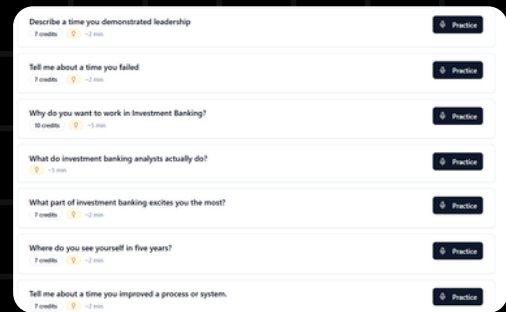 Describe a time you demonstrated leadership
Practice
7 credits ~2 min
Tell me about a time you failed
Practice
7 credits ~2 min
Why do you want to work in Investment Banking?
Practice
10 credits ~5 min
What do investment banking analysts actually do?
Practice
~5 min
What part of investment banking excites you the most?
Practice
7 credits ~2 min
Where do you see yourself in five years?
Practice
7 credits ~2 min
Tell me about a time you improved a process or system.
Practice
7 credits ~2 min